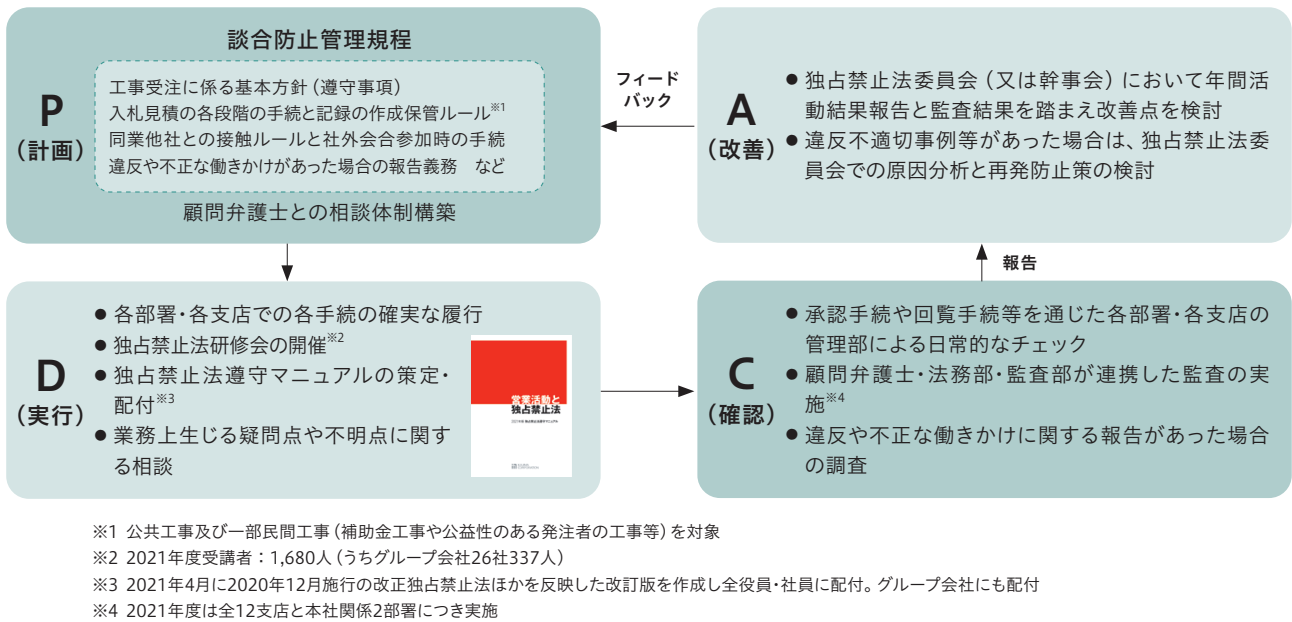 談合防止管理規程
P
（計画）
工事受注に係る基本方針（遵守事項）
入札見積の各段階の手続と記録の作成保管ルール※1
同業他社との接触ルールと社外会合参加時の手続
違反や不正な働きかけがあった場合の報告義務　など
顧問弁護士との相談体制構築
フィード
バック
A
（改善）
● 独占禁止法委員会（又は幹事会）において年間活
動結果報告と監査結果を踏まえ改善点を検討
● 違反不適切事例等があった場合は、独占禁止法委
員会での原因分析と再発防止策の検討
報告
D
（実行）
● 各部署・各支店での各手続の確実な履行
● 独占禁止法研修会の開催※2
● 独占禁止法遵守マニュアルの策定・
配付※3
● 業務上生じる疑問点や不明点に関す
る相談
営業活動と
独占禁止法
C
（確認）
● 承認手続や回覧手続等を通じた各部署・各支店の
管理部による日常的なチェック
● 顧問弁護士・法務部・監査部が連携した監査の実
施※4
● 違反や不正な働きかけに関する報告があった場合
の調査
※1 公共工事及び一部民間工事（補助金工事や公益性のある発注者の工事等）を対象
※2 2021年度受講者：1,680人（うちグループ会社26社337人）
※3 2021年4月に2020年12月施行の改正独占禁止法ほかを反映した改訂版を作成し全役員・社員に配付。グループ会社にも配付
※4 2021年度は全12支店と本社関係2部署につき実施